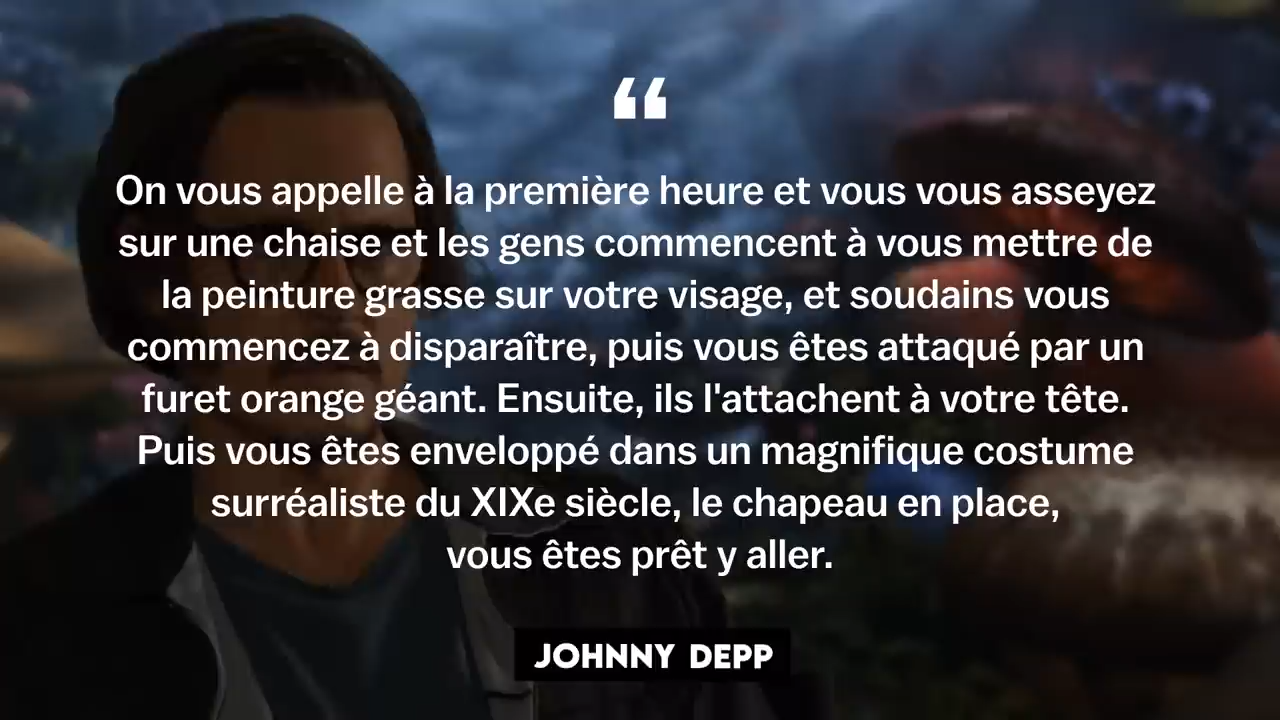 “
On vous appelle à la première heure et vous vous asseyez
sur une chaise et les gens commencent à vous mettre de
la peinture grasse sur votre visage, et soudains vous
commencez à disparaître, puis vous êtes attaqué par un
furet orange géant. Ensuite, ils l'attachent à votre tête.
Puis vous êtes enveloppé dans un magnifique costume
surréaliste du XIXe siècle, le chapeau en place,
vous êtes prêt y aller.
JOHNNY DEPP